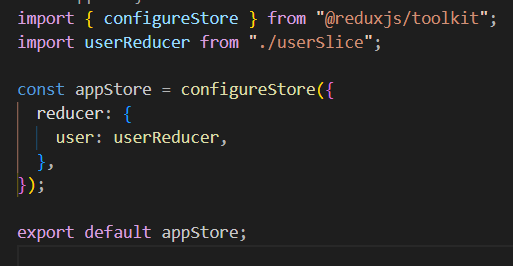 import { configureStore } from "@reduxjs/toolkit";
import userReducer from "./userSlice";
const appStore = configureStore({
  reducer: {
    user: userReducer,
  },
});
export default appStore;